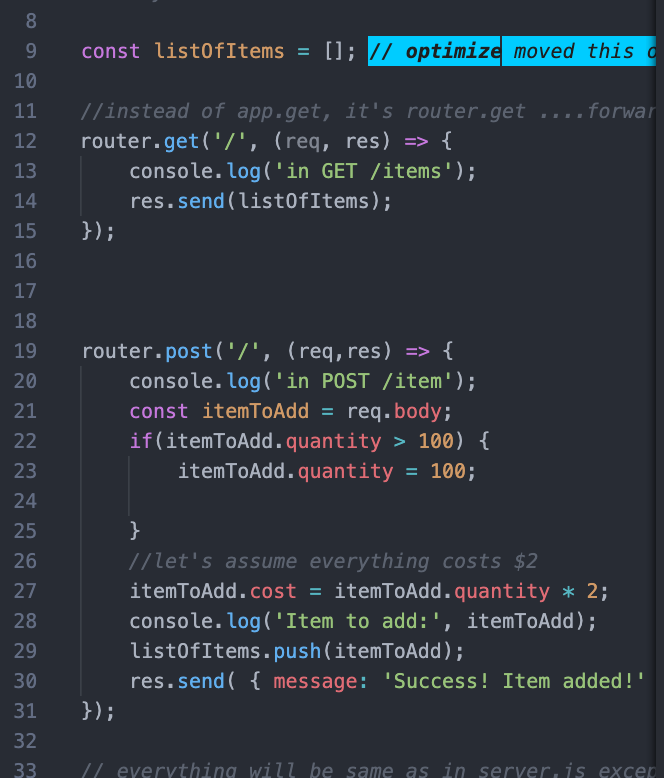 8
9 const listOfItems = []; // optimize moved this
10
11 //instead of app.get, it's router.get ....forwar
12 router.get('/', (req, res) => {
13 console.log('in GET /items');
14 res.send(listOfItems);
15 });
16
17
18
19 router.post('/', (req,res) => {
20 console.log('in POST /item');
21 const itemToAdd = req.body;
22 if(itemToAdd.quantity > 100) {
23 itemToAdd.quantity = 100;
24
25 }
26 //let's assume everything costs $2
27 itemToAdd.cost = itemToAdd.quantity * 2;
28 console.log('Item to add:', itemToAdd);
29 listOfItems.push(itemToAdd);
30 res.send( { message: 'Success! Item added!'
31 });
32
33 // everything will be same as in server.js excep